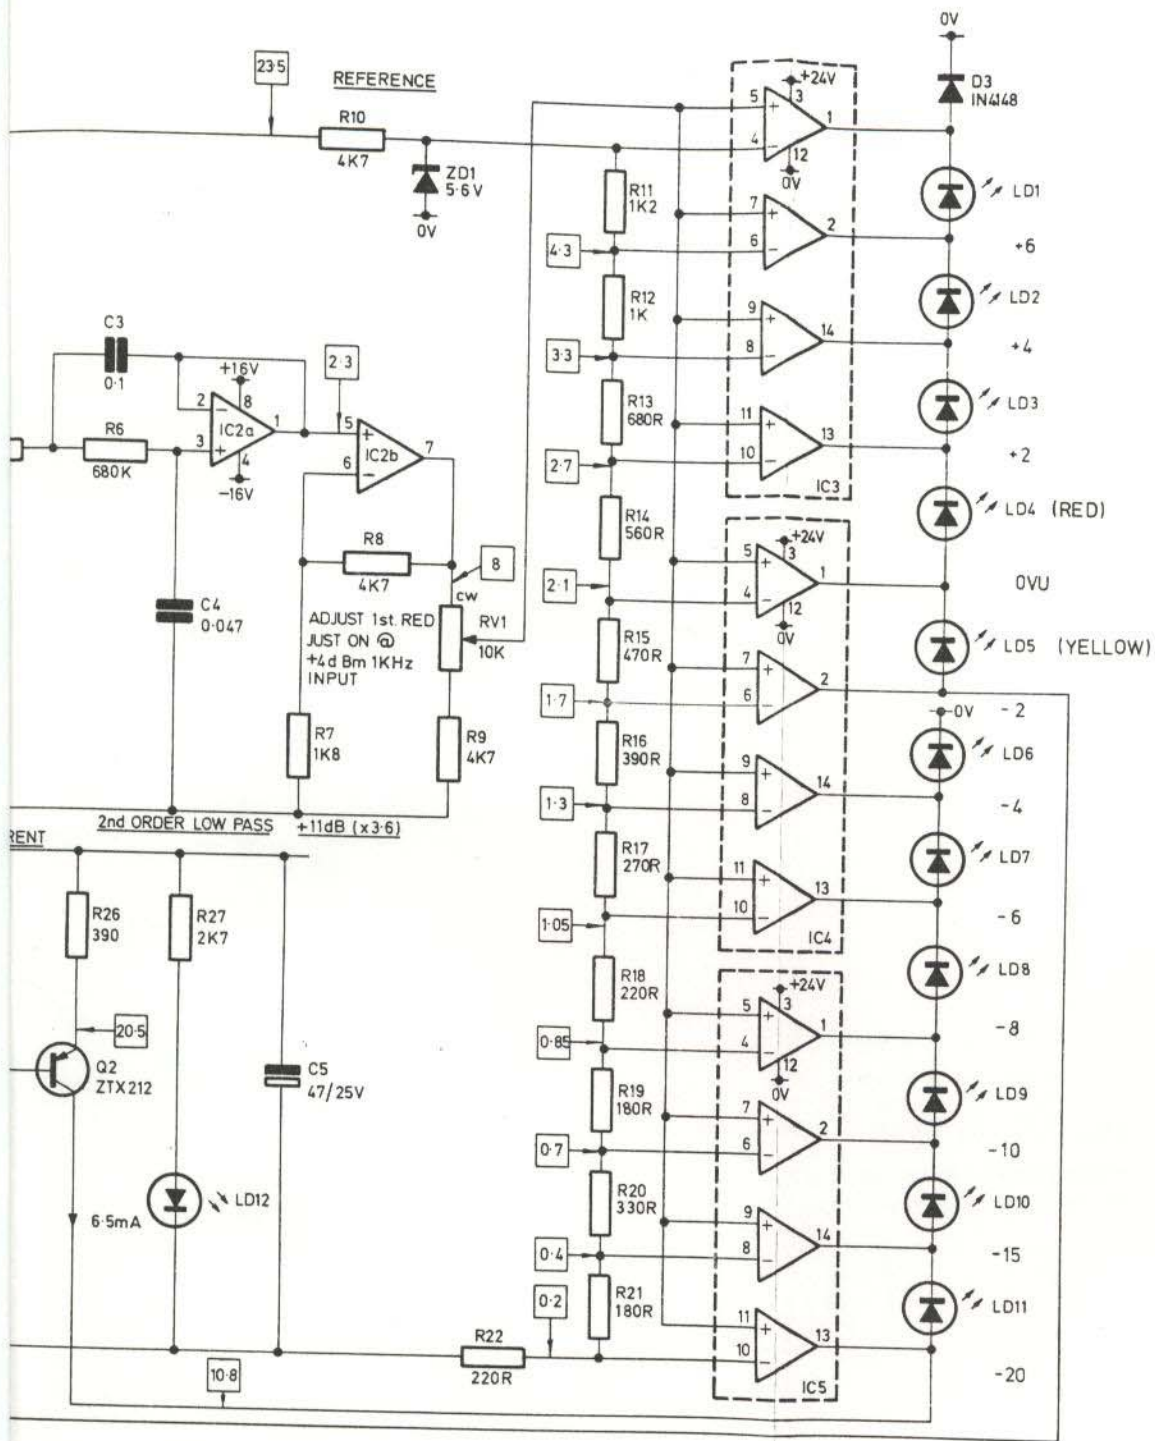 0V
23·5
REFERENCE
+24V
D3
IN4148
R10
4K7
5
3
1
4
12
0V
ZD1
5·6V
0V
R11
1K2
LD1
7
2
6
4·3
+6
R12
1K
LD2
C3
0·1
9
14
8
3·3
+4
2·3
+16V
8
2
1
IC2a
3
4
-16V
R6
680K
5
7
IC2b
6
R13
680R
LD3
11
13
10
2·7
+2
IC3
R14
560R
LD4 (RED)
+24V
R8
4K7
8
cw
5
3
1
4
12
0V
2·1
0VU
C4
0·047
ADJUST 1st. RED
JUST ON @
+4d Bm 1KHz
INPUT
RV1
10K
R15
470R
LD5 (YELLOW)
7
2
6
1·7
0V
-2
R7
1K8
R9
4K7
R16
390R
LD6
9
14
8
1·3
-4
2nd ORDER LOW PASS
+11dB (x3·6)
RENT
R17
270R
LD7
11
13
10
1·05
-6
IC4
R26
390
R27
2K7
R18
220R
LD8
+24V
5
3
1
4
12
0V
0·85
-8
20·5
Q2
ZTX212
C5
47/25V
R19
180R
LD9
7
2
6
0·7
-10
LD12
R20
330R
LD10
6·5mA
9
14
8
0·4
-15
0·2
R21
180R
LD11
11
13
10
R22
220R
IC5
10·8
-20